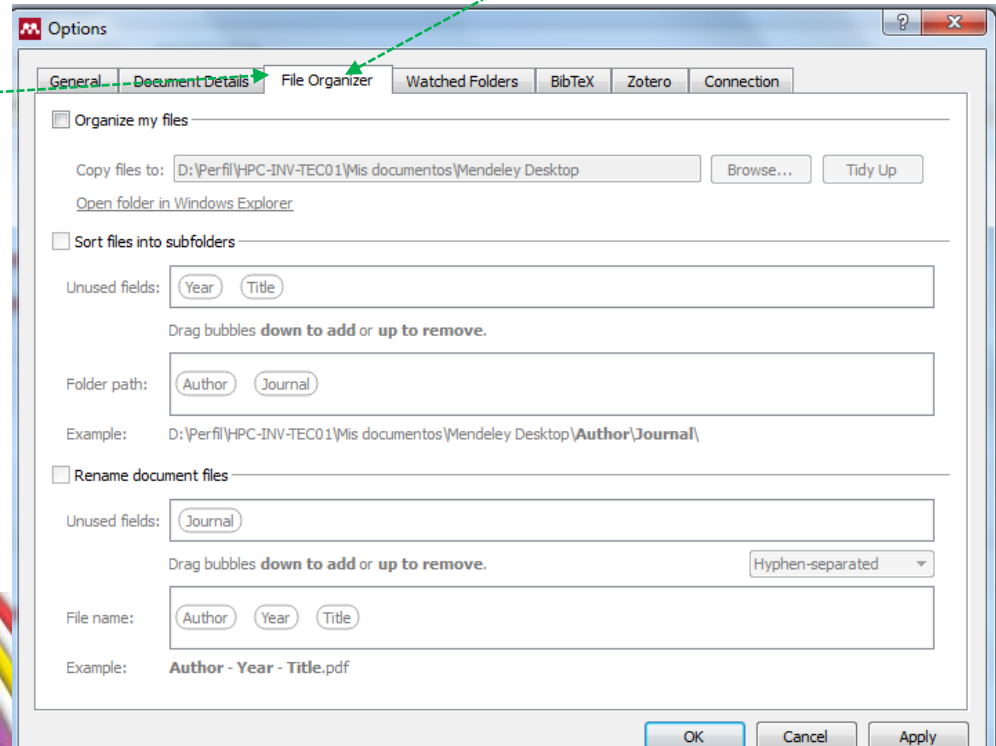 Options
General Document Details File Organizer Watched Folders BibTeX Zotero Connection
Organize my files
Copy files to: D:\Perfil\HPC-INV-TEC01\Mis documentos\Mendeley Desktop Browse... Tidy Up
Open folder in Windows Explorer
Sort files into subfolders
Unused fields: Year Title
Drag bubbles down to add or up to remove.
Folder path: Author Journal
Example: D:\Perfil\HPC-INV-TEC01\Mis documentos\Mendeley Desktop\Author\Journal\
Rename document files
Unused fields: Journal
Drag bubbles down to add or up to remove. Hyphen-separated
File name: Author Year Title
Example: Author - Year - Title.pdf
OK Cancel Apply